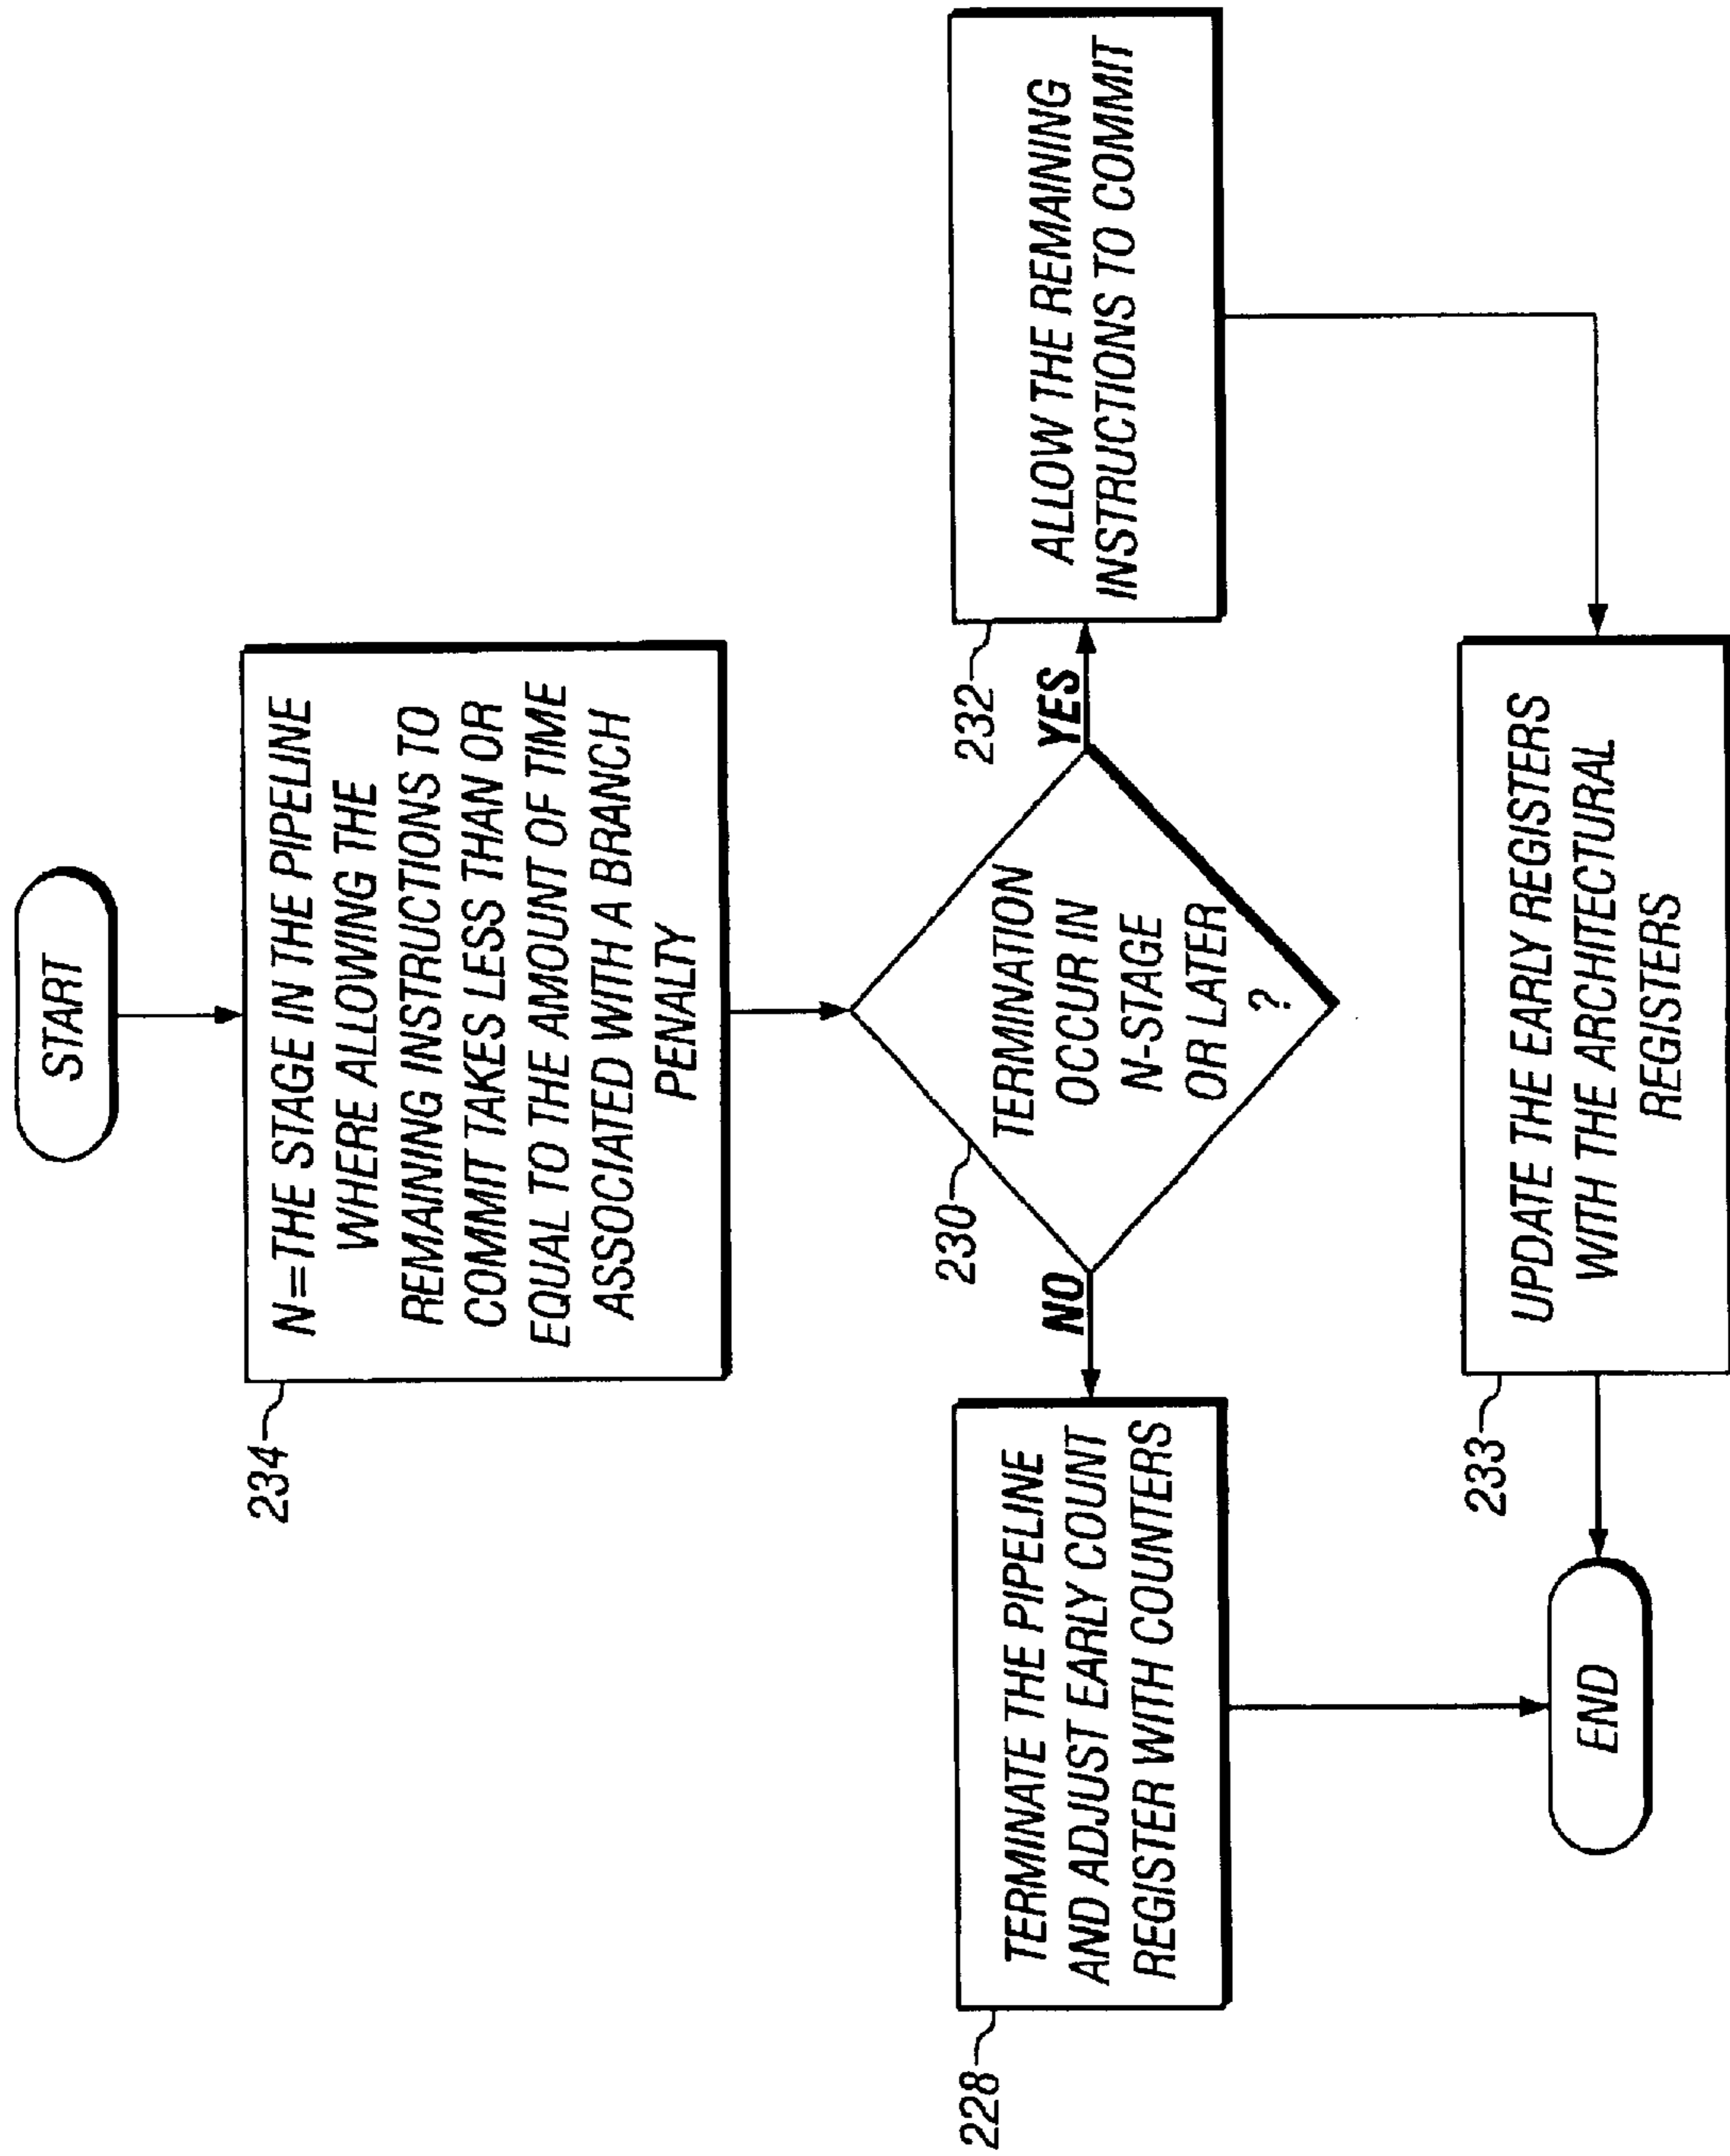 START
234
N=THE STAGE IN THE PIPELINE
WHERE ALLOWING THE
REMAINING INSTRUCTIONS TO
COMMIT TAKES LESS THAN OR
EQUAL TO THE AMOUNT OF TIME
ASSOCIATED WITH A BRANCH
PENALTY
230
TERMINATION
OCCUR IN
N-STAGE
OR LATER
?
NO
YES
228
TERMINATE THE PIPELINE
AND ADJUST EARLY COUNT
REGISTER WITH COUNTERS
232
ALLOW THE REMAINING
INSTRUCTIONS TO COMMIT
233
UPDATE THE EARLY REGISTERS
WITH THE ARCHITECTURAL
REGISTERS
END